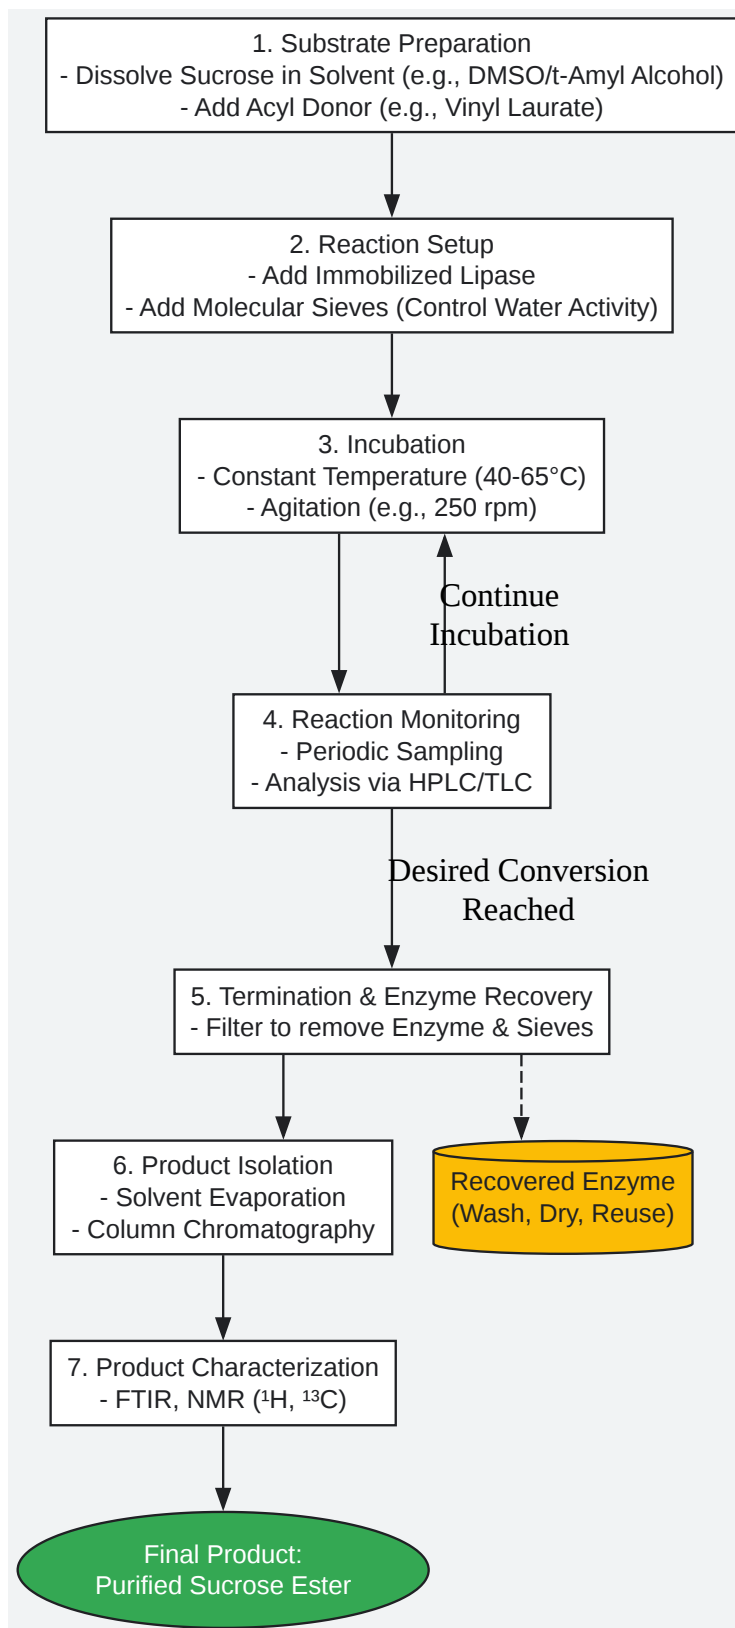 1. Substrate Preparation
- Dissolve Sucrose in Solvent (e.g., DMSO/t-Amyl Alcohol)
- Add Acyl Donor (e.g., Vinyl Laurate)
2. Reaction Setup
- Add Immobilized Lipase
- Add Molecular Sieves (Control Water Activity)
3. Incubation
- Constant Temperature (40-65°C)
- Agitation (e.g., 250 rpm)
Continue
Incubation
4. Reaction Monitoring
- Periodic Sampling
- Analysis via HPLC/TLC
Desired Conversion
Reached
5. Termination & Enzyme Recovery
- Filter to remove Enzyme & Sieves
6. Product Isolation
- Solvent Evaporation
- Column Chromatography
Recovered Enzyme
(Wash, Dry, Reuse)
7. Product Characterization
- FTIR, NMR (¹H, ¹³C)
Final Product:
Purified Sucrose Ester